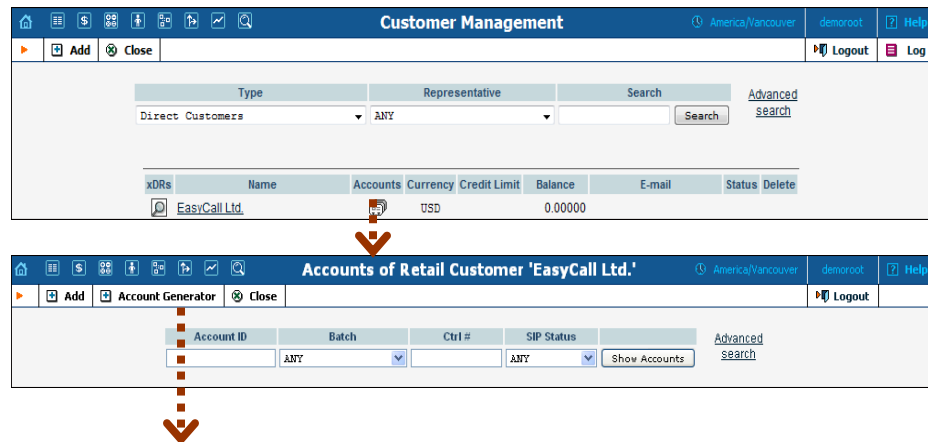 Customer Management America/Vancouver demoroot Help
Add Close Logout Log
Type Representative Search Advanced search
Direct Customers ANY Search
xDRs Name Accounts Currency Credit Limit Balance E-mail Status Delete
EasyCall Ltd. USD 0.00000
Accounts of Retail Customer 'EasyCall Ltd.' America/Vancouver demoroot Help
Add Account Generator Close Logout
Account ID Batch Ctrl # SIP Status Advanced search
ANY ANY Show Accounts